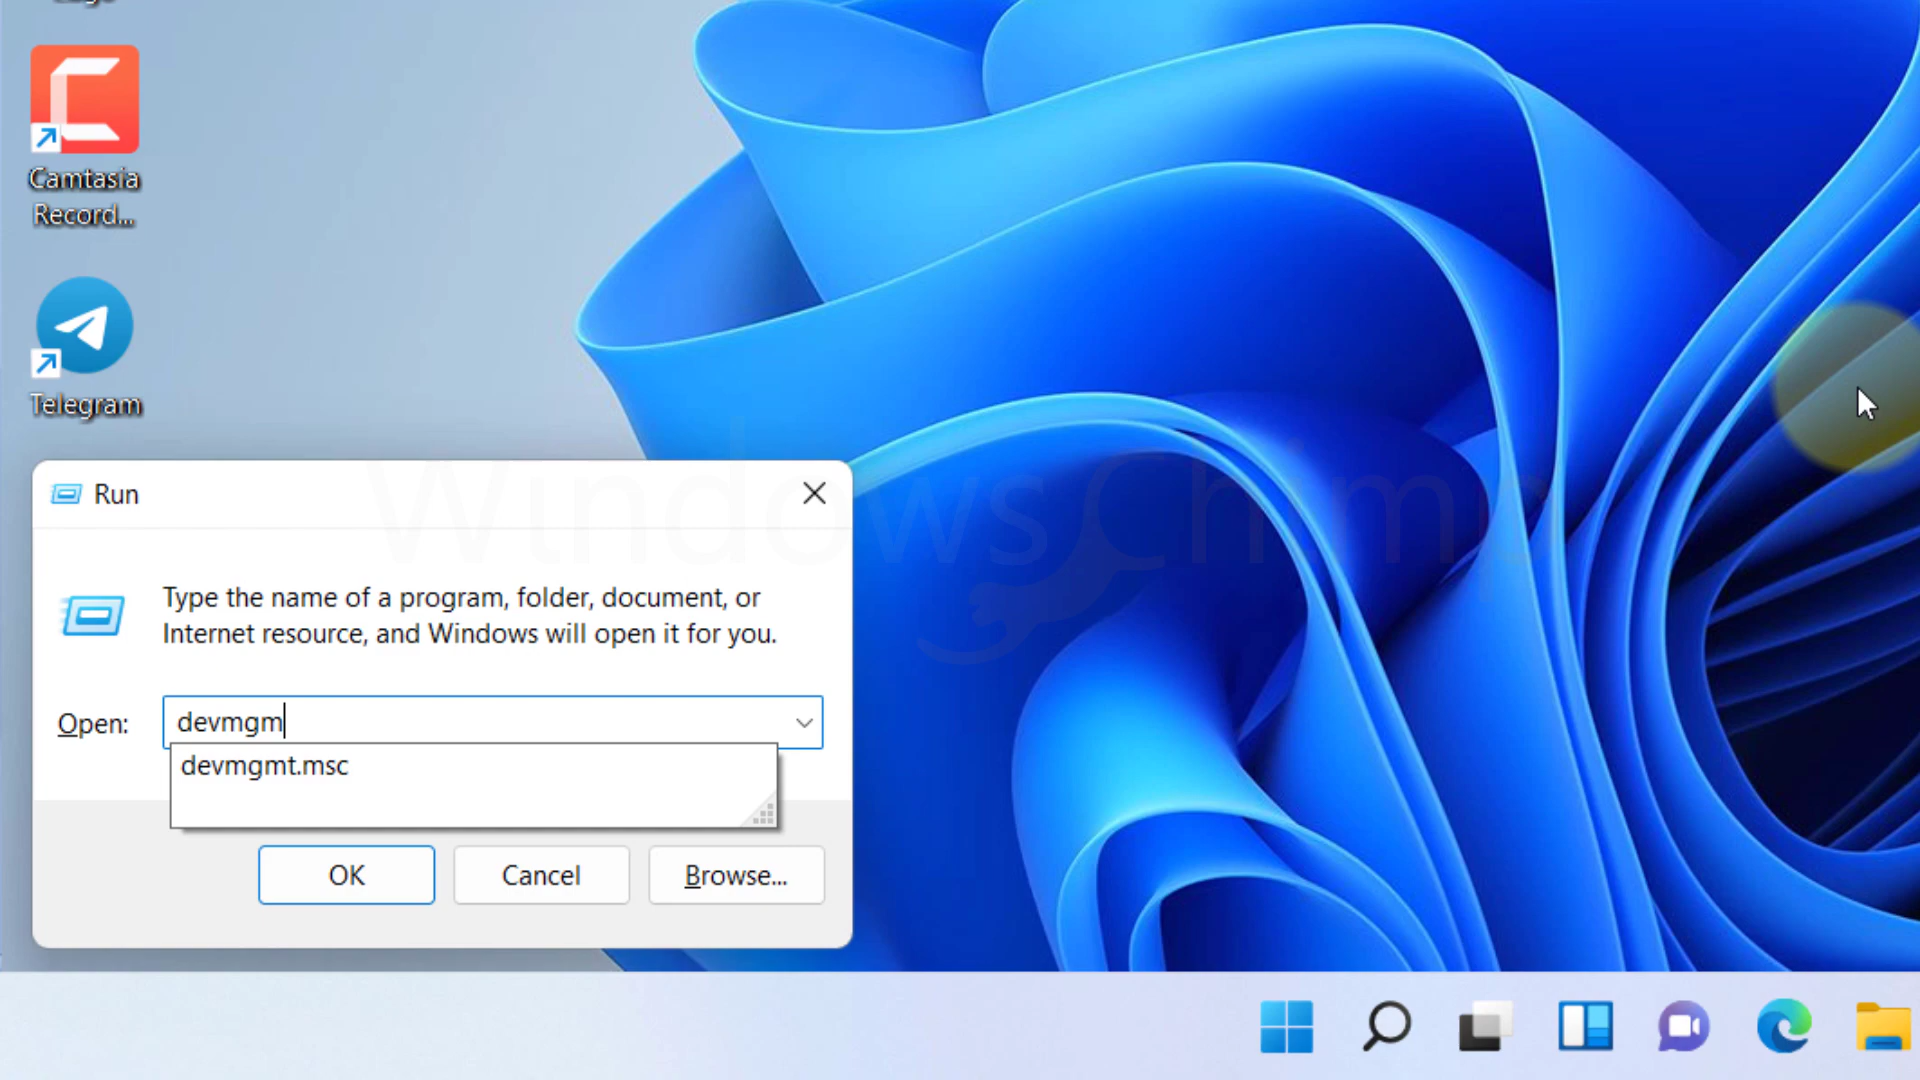 Camtasia
Record...
Telegram
Run
WindowsChimp
Type the name of a program, folder, document, or
Internet resource, and Windows will open it for you.
Open:
devmgm
devmgmt.msc
OK
Cancel
Browse...